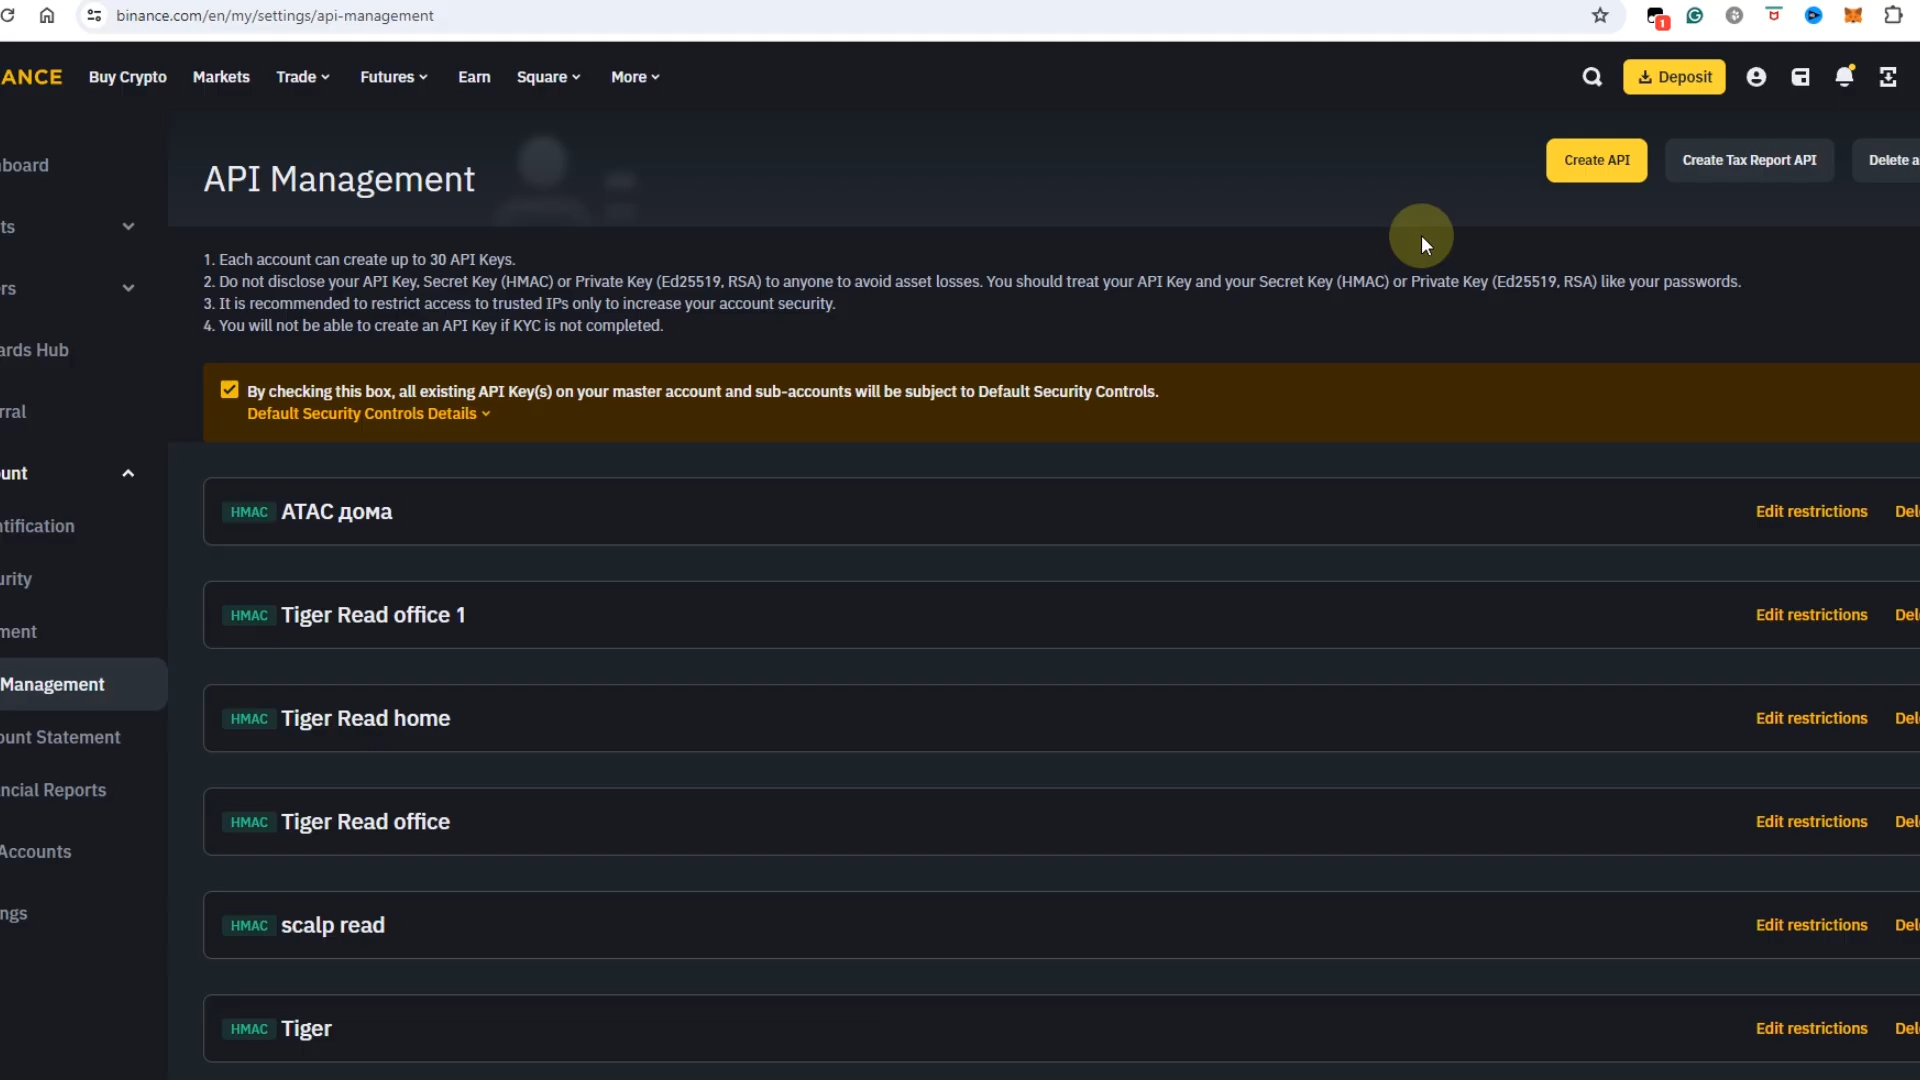 binance.com/en/my/settings/api-management
1
ANCE Buy Crypto Markets Trade Futures Earn Square More Deposit
API Management
Create API Create Tax Report API Delete a
1. Each account can create up to 30 API Keys.
2. Do not disclose your API Key, Secret Key (HMAC) or Private Key (Ed25519, RSA) to anyone to avoid asset losses. You should treat your API Key and your Secret Key (HMAC) or Private Key (Ed25519, RSA) like your passwords.
3. It is recommended to restrict access to trusted IPs only to increase your account security.
4. You will not be able to create an API Key if KYC is not completed.
By checking this box, all existing API Key(s) on your master account and sub-accounts will be subject to Default Security Controls.
Default Security Controls Details
board
ts
rs
ards Hub
rral
unt
ntification
urity
ment
Management
ount Statement
ncial Reports
Accounts
ngs
HMAC АТАС дома Edit restrictions Del
HMAC Tiger Read office 1 Edit restrictions Del
HMAC Tiger Read home Edit restrictions Del
HMAC Tiger Read office Edit restrictions Del
HMAC scalp read Edit restrictions Del
HMAC Tiger Edit restrictions Del